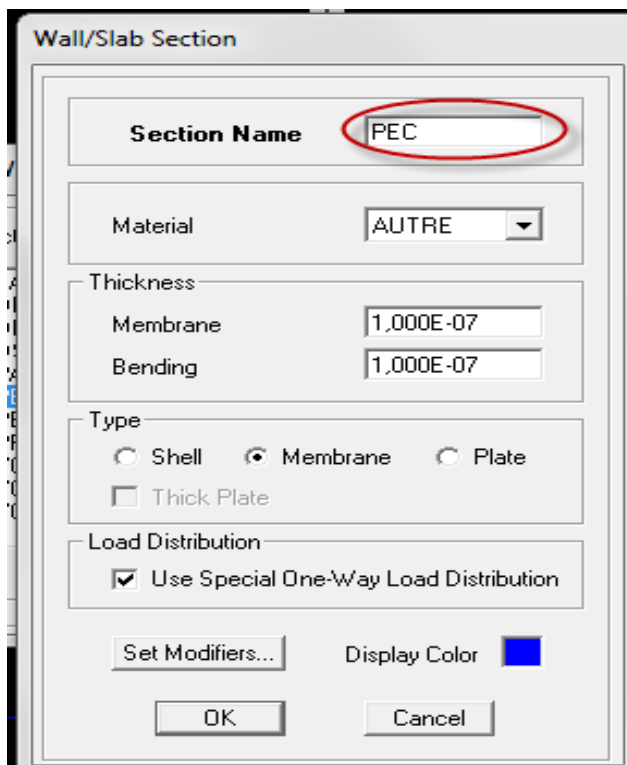 Wall/Slab Section
Section Name PEC
Material AUTRE
Thickness
Membrane 1,000E-07
Bending 1,000E-07
Type
Shell Membrane Plate
Thick Plate
Load Distribution
Use Special One-Way Load Distribution
Set Modifiers... Display Color
OK Cancel